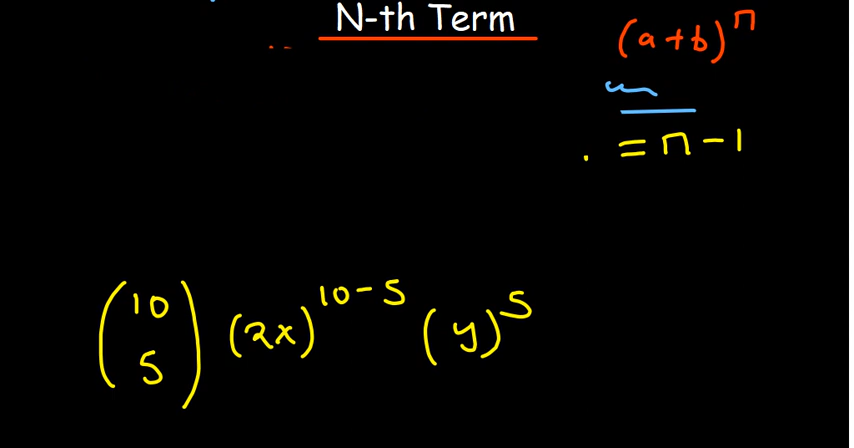 N-th Term
(a+b)^n
= n - 1
(10 5) (2x)^10-5 (y)^5